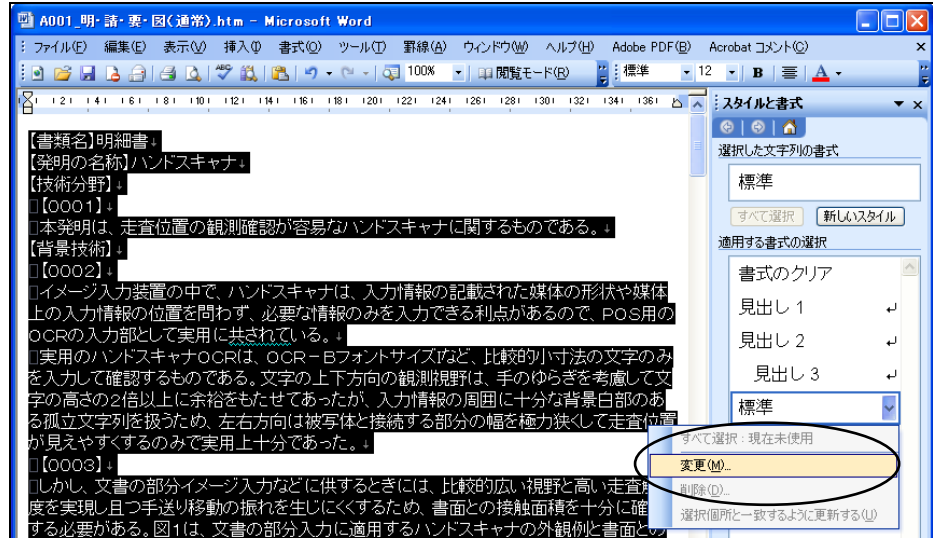 A001_明・請・要・図(通常).htm - Microsoft Word
ファイル(F) 編集(E) 表示(V) 挿入(I) 書式(O) ツール(T) 罫線(A) ウィンドウ(W) ヘルプ(H) Adobe PDF(B) Acrobat コメント(C)
100% 閲覧モード(R) 標準 12 B A
2 4 6 8 10 12 14 16 18 20 22 24 26 28 30 32 34 36
スタイルと書式
選択した文字列の書式
標準
すべて選択 新しいスタイル
適用する書式の選択
書式のクリア
見出し 1
見出し 2
見出し 3
標準
すべて選択 : 現在未使用
変更(M)...
削除(D)...
選択個所と一致するように更新する(U)
【書類名】明細書↓
【発明の名称】ハンドスキャナ↓
【技術分野】↓
【0001】↓
本発明は、走査位置の観測確認が容易なハンドスキャナに関するものである。↓
【背景技術】↓
【0002】↓
イメージ入力装置の中で、ハンドスキャナは、入力情報の記載された媒体の形状や媒体
上の入力情報の位置を問わず、必要な情報のみを入力できる利点があるので、POS用の
OCRの入力部として実用に共されている。↓
実用のハンドスキャナOCRは、OCR－Bフォントサイズなど、比較的小寸法の文字のみ
を入力して確認するものである。文字の上下方向の観測視野は、手のゆらぎを考慮して文
字の高さの2倍以上に余裕をもたせてあったが、入力情報の周囲に十分な背景白部のあ
る孤立文字列を扱うため、左右方向は被写体と接続する部分の幅を極力狭くして走査位置
が見えやすくするのみで実用上十分であった。↓
【0003】↓
しかし、文書の部分イメージ入力などに供するときには、比較的広い視野と高い走査
度を実現し且つ手送り移動の振れを生じにくくするため、書面との接触面積を十分に確
する必要がある。図1は、文書の部分入力に適用するハンドスキャナの外観例と書面との